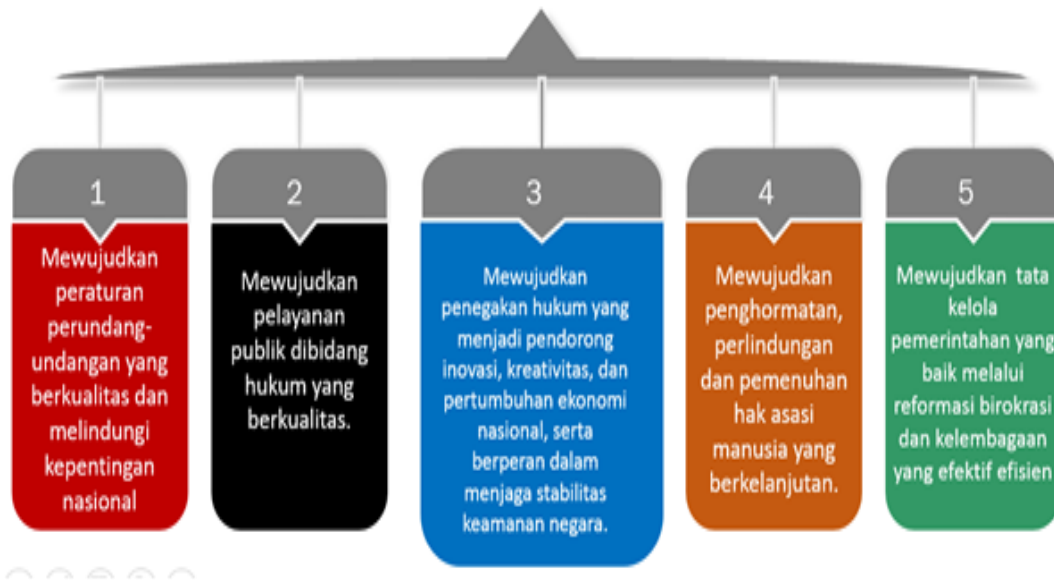 1
Mewujudkan
peraturan
perundang-
undangan yang
berkualitas dan
melindungi
kepentingan
nasional
2
Mewujudkan
pelayanan
publik dibidang
hukum yang
berkualitas.
3
Mewujudkan
penegakan hukum yang
menjadi pendorong
inovasi, kreativitas, dan
pertumbuhan ekonomi
nasional, serta
berperan dalam
menjaga stabilitas
keamanan negara.
4
Mewujudkan
penghormatan,
perlindungan
dan pemenuhan
hak asasi
manusia yang
berkelanjutan.
5
Mewujudkan tata
kelola
pemerintahan yang
baik melalui
reformasi birokrasi
dan kelembagaan
yang efektif efisien